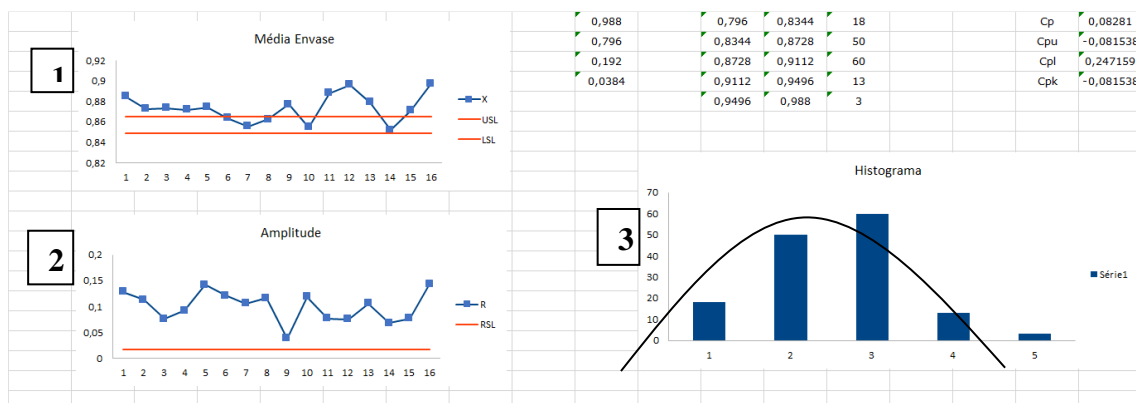 1
Média Envase
0,92
0,9
0,88
0,86
0,84
0,82
1 2 3 4 5 6 7 8 9 10 11 12 13 14 15 16
X
USL
LSL
2
Amplitude
0,2
0,15
0,1
0,05
0
1 2 3 4 5 6 7 8 9 10 11 12 13 14 15 16
R
RSL
0,988 0,796 0,8344 18 Cp 0,08281
0,796 0,8344 0,8728 50 Cpu -0,081538
0,192 0,8728 0,9112 60 Cpl 0,247159
0,0384 0,9112 0,9496 13 Cpk -0,081538
0,9496 0,988 3
3
Histograma
70
60
50
40
30
20
10
0
1 2 3 4 5
Série1